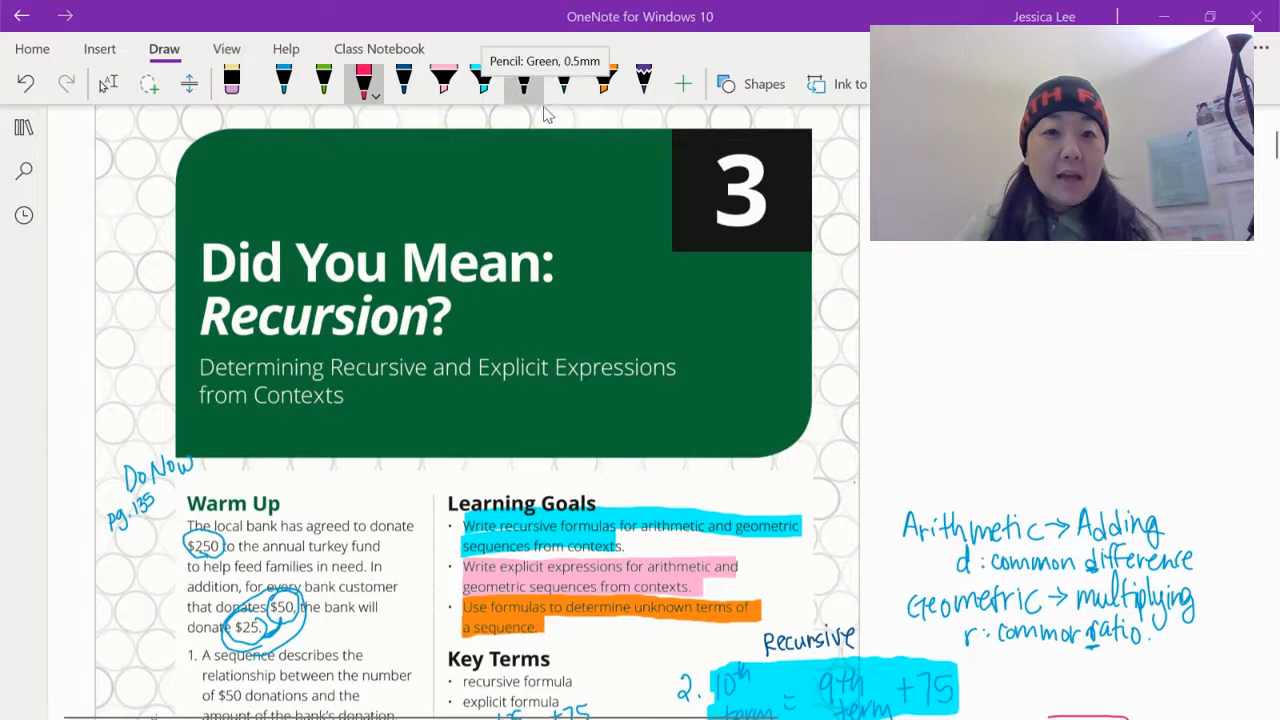 OneNote for Windows 10
Jessica Lee
Home
Insert
Draw
View
Help
Class Notebook
Pencil: Green, 0.5mm
Shapes
Ink to
3
Did You Mean:
Recursion?
Determining Recursive and Explicit Expressions
from Contexts
Do Now
pg.135
Warm Up
The local bank has agreed to donate
$250 to the annual turkey fund
to help feed families in need. In
addition, for every bank customer
that donates $50, the bank will
donate $25.
1. A sequence describes the
relationship between the number
of $50 donations and the
amount of the bank's donation.
Learning Goals
• Write recursive formulas for arithmetic and geometric
sequences from contexts.
• Write explicit expressions for arithmetic and
geometric sequences from contexts.
• Use formulas to determine unknown terms of
a sequence.
Key Terms
• recursive formula
• explicit formula
+75
Recursive
2. 10th term = 9th term +75
Arithmetic → Adding
d: common difference
Geometric → multiplying
r: common ratio.